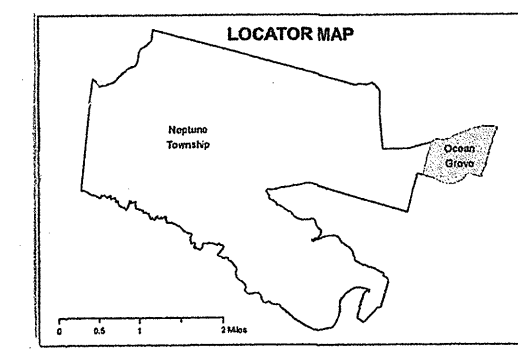 LOCATOR MAP
Neptune
Township
Ocean
Grove
0 0.5 1 2 Miles